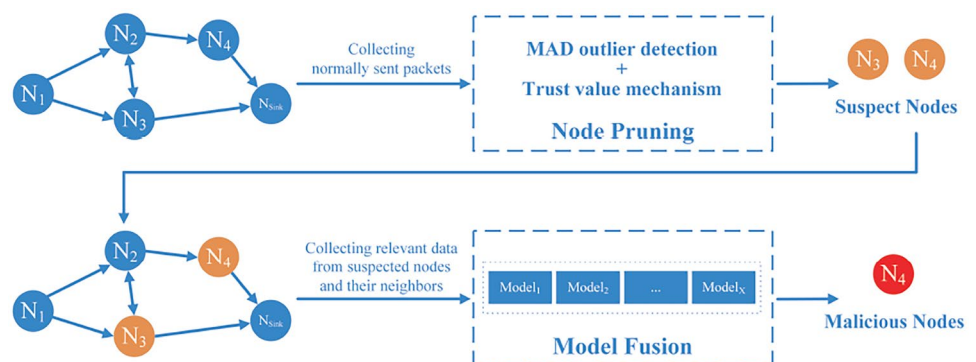 N2
N4
N1
N3
NSink
Collecting
normally sent packets
MAD outlier detection
+
Trust value mechanism
Node Pruning
N3
N4
Suspect Nodes
N2
N4
N1
N3
NSink
Collecting relevant data
from suspected nodes
and their neighbors
Model1
Model2
...
ModelX
Model Fusion
N4
Malicious Nodes